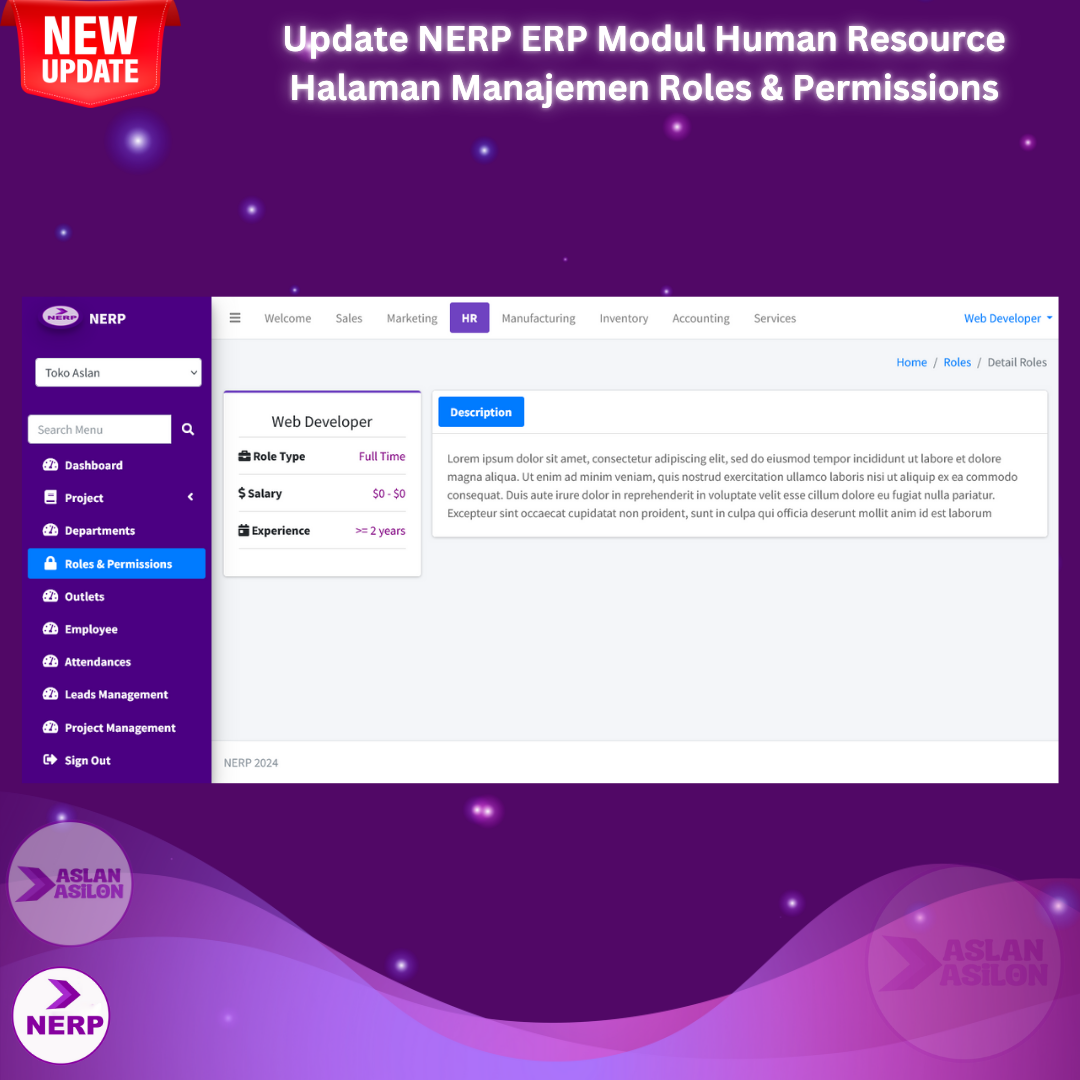 NEW
UPDATE
Update NERP ERP Modul Human Resource
Halaman Manajemen Roles & Permissions
NERP
NERP
Welcome
Sales
Marketing
HR
Manufacturing
Inventory
Accounting
Services
Web Developer
Toko Aslan
Home / Roles / Detail Roles
Search Menu
Dashboard
Project
Departments
Roles & Permissions
Outlets
Employee
Attendances
Leads Management
Project Management
Sign Out
Web Developer
Role Type Full Time
Salary $0 - $0
Experience >= 2 years
Description
Lorem ipsum dolor sit amet, consectetur adipiscing elit, sed do eiusmod tempor incididunt ut labore et dolore
magna aliqua. Ut enim ad minim veniam, quis nostrud exercitation ullamco laboris nisi ut aliquip ex ea commodo
consequat. Duis aute irure dolor in reprehenderit in voluptate velit esse cillum dolore eu fugiat nulla pariatur.
Excepteur sint occaecat cupidatat non proident, sunt in culpa qui officia deserunt mollit anim id est laborum
NERP 2024
ASLAN
ASILON
NERP
ASLAN
ASILON